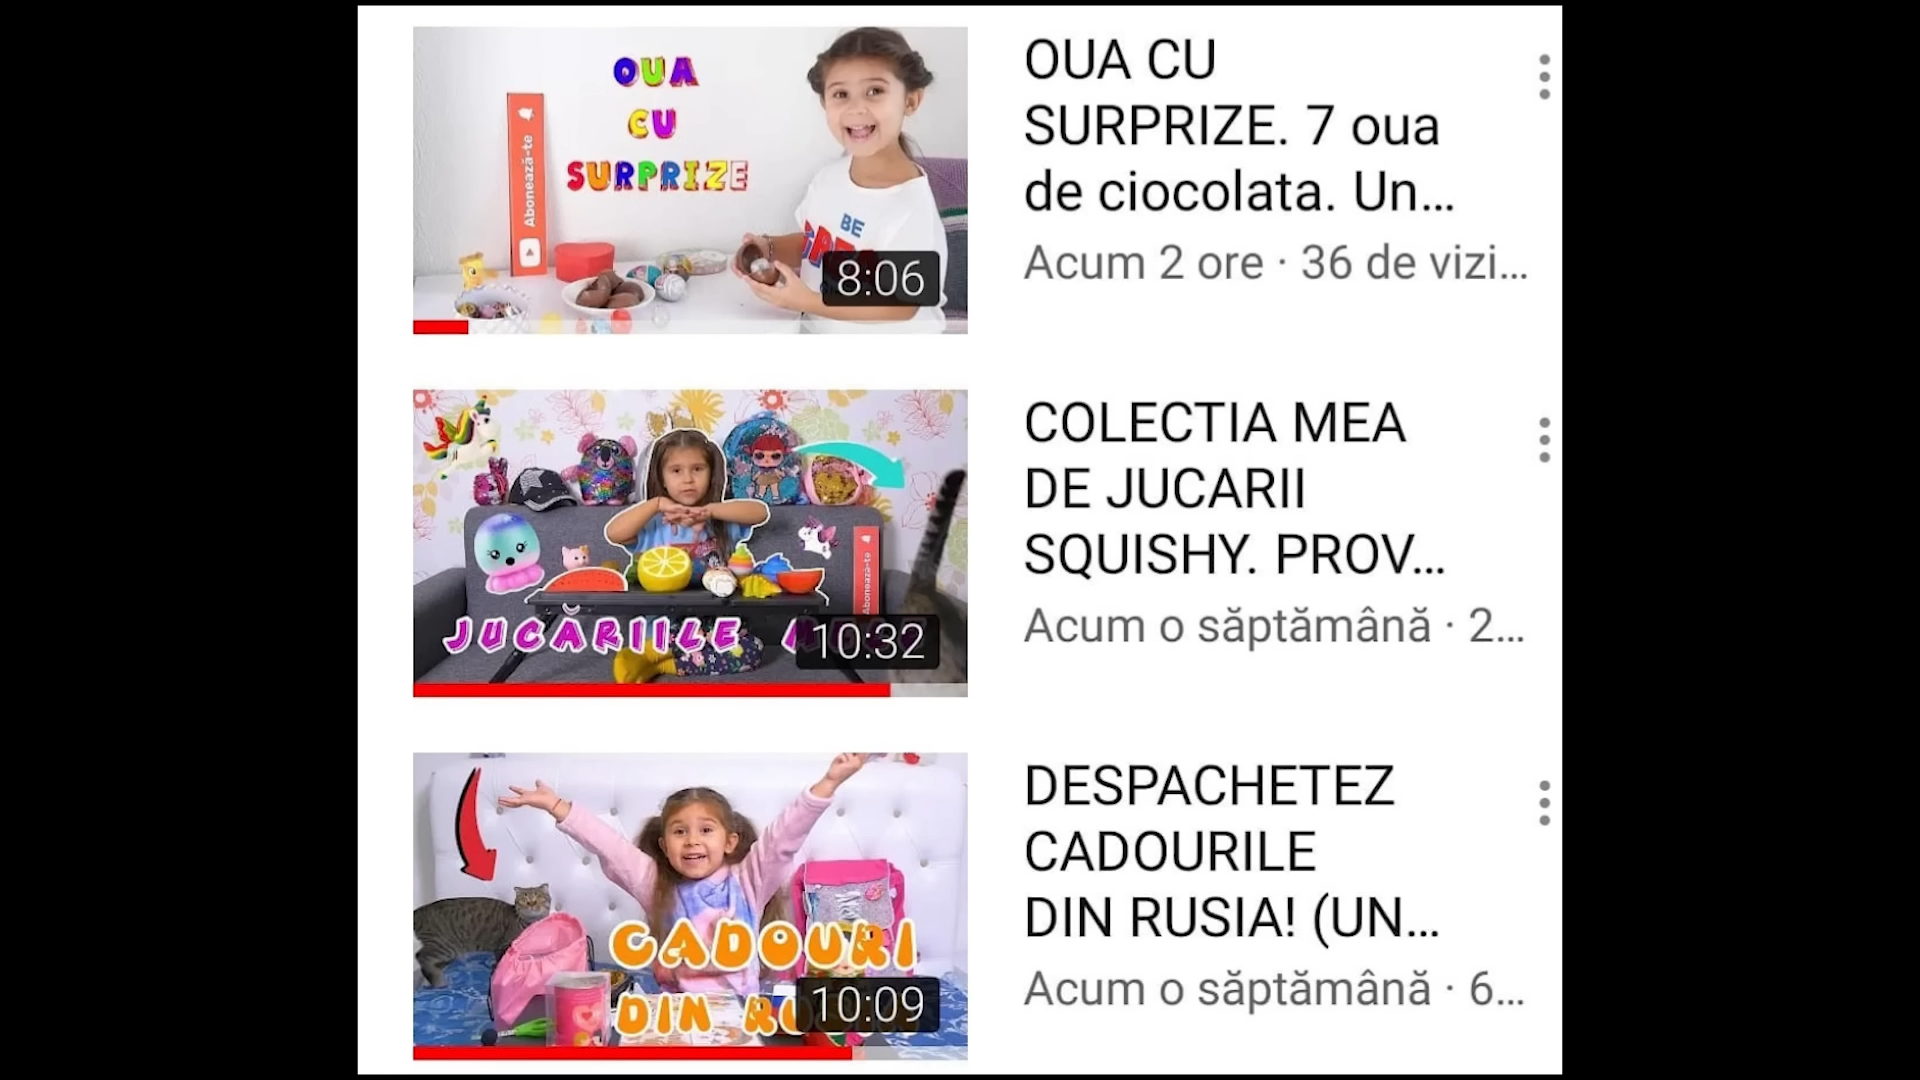 OUA
CU
SURPRIZE
Abonează-te
BE
8:06
OUA CU
SURPRIZE. 7 oua
de ciocolata. Un...
Acum 2 ore · 36 de vizi...
Abonează-te
JUCĂRIILE
10:32
COLECTIA MEA
DE JUCARII
SQUISHY. PROV...
Acum o săptămână · 2...
CADOURI
DIN
10:09
DESPACHETEZ
CADOURILE
DIN RUSIA! (UN...
Acum o săptămână · 6...